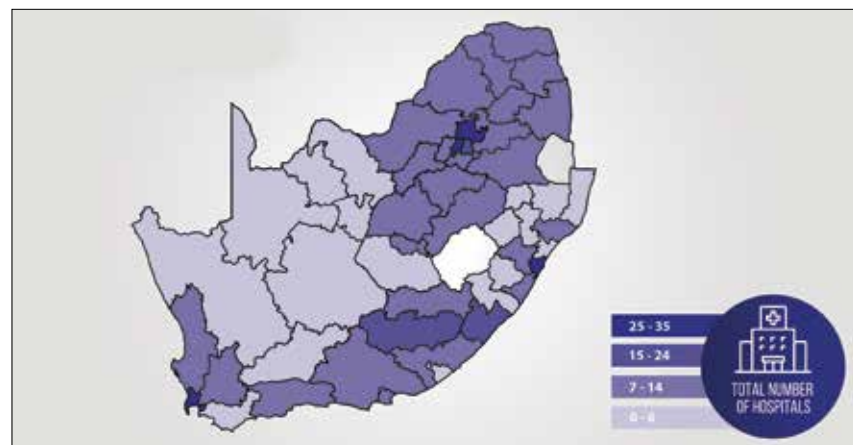 25 - 35
15 - 24
7 - 14
0 - 6
TOTAL NUMBER
OF HOSPITALS